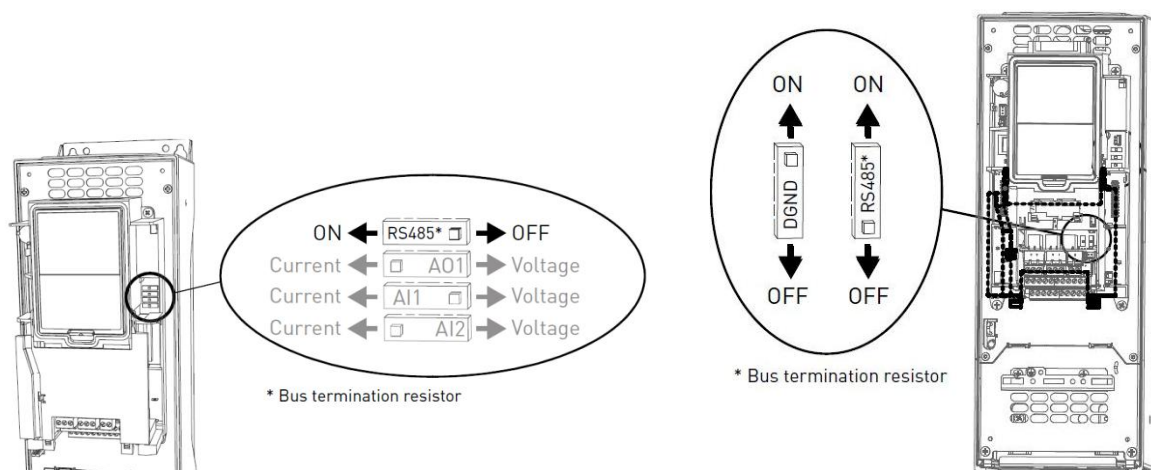 ON RS485* OFF
Current AO1 Voltage
Current AI1 Voltage
Current AI2 Voltage
* Bus termination resistor
ON ON
DGND RS485*
OFF OFF
* Bus termination resistor